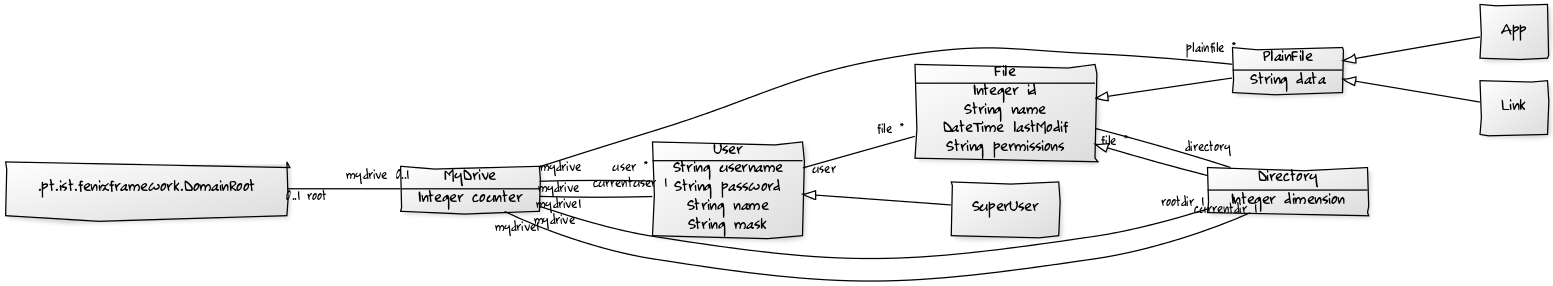 .pt.ist.fenixframework.DomainRoot
0..1 root
mydrive 0..1
MyDrive
Integer counter
mydrive
user *
mydrive
currentuser 1
mydrive1
mydrive
mydrive1
User
String username
String password
String name
String mask
user
file *
File
Integer id
String name
DateTime lastModif
String permissions
SuperUser
plainfile *
PlainFile
String data
file *
directory
Directory
Integer dimension
rootdir 1
currentdir 1
App
Link